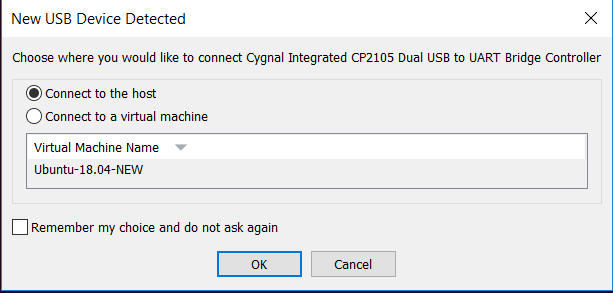 New USB Device Detected
Choose where you would like to connect Cygnal Integrated CP2105 Dual USB to UART Bridge Controller
Connect to the host
Connect to a virtual machine
Virtual Machine Name
Ubuntu-18.04-NEW
Remember my choice and do not ask again
OK Cancel